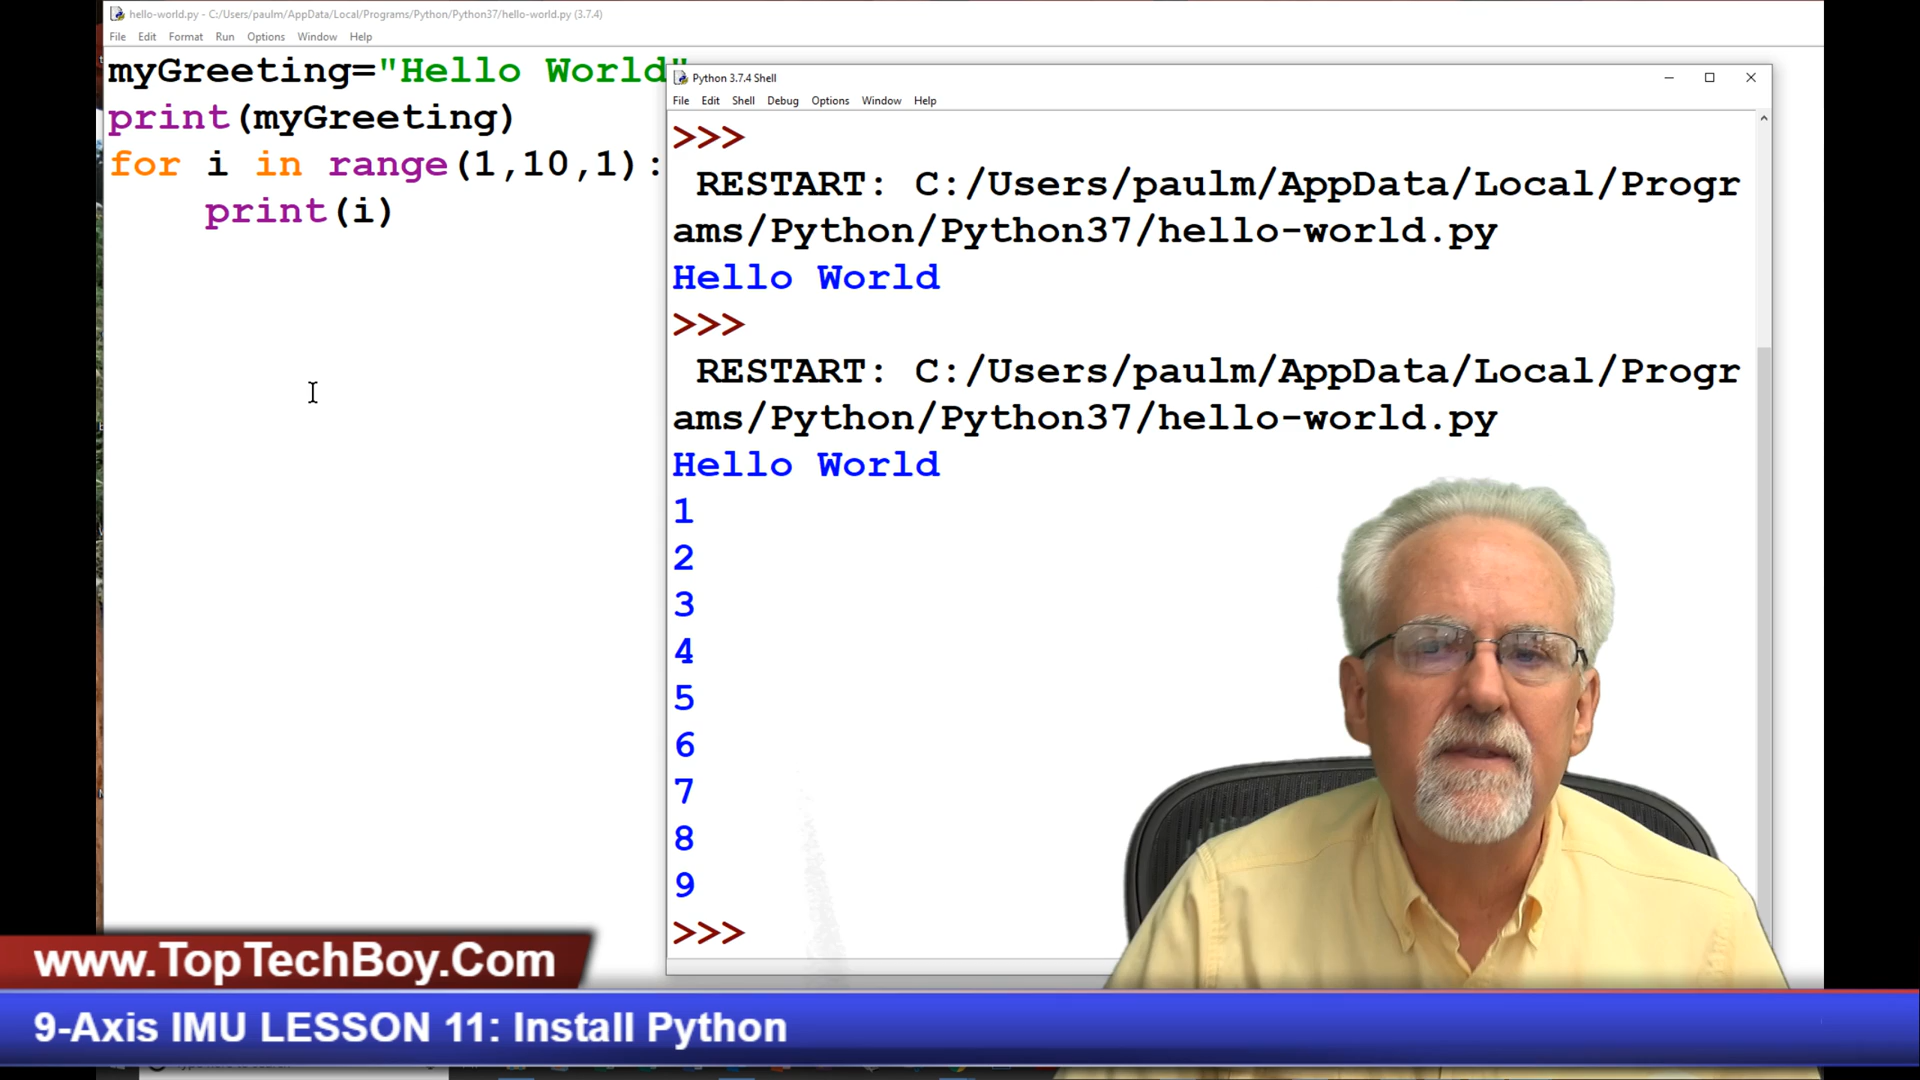 hello-world.py - C:/Users/paulm/AppData/Local/Programs/Python/Python37/hello-world.py (3.7.4)
File Edit Format Run Options Window Help
myGreeting="Hello World"
print(myGreeting)
for i in range(1,10,1):
    print(i)
Python 3.7.4 Shell
File Edit Shell Debug Options Window Help
>>>
 RESTART: C:/Users/paulm/AppData/Local/Progr
ams/Python/Python37/hello-world.py
Hello World
>>>
 RESTART: C:/Users/paulm/AppData/Local/Progr
ams/Python/Python37/hello-world.py
Hello World
1
2
3
4
5
6
7
8
9
>>>
www.TopTechBoy.Com
9-Axis IMU LESSON 11: Install Python